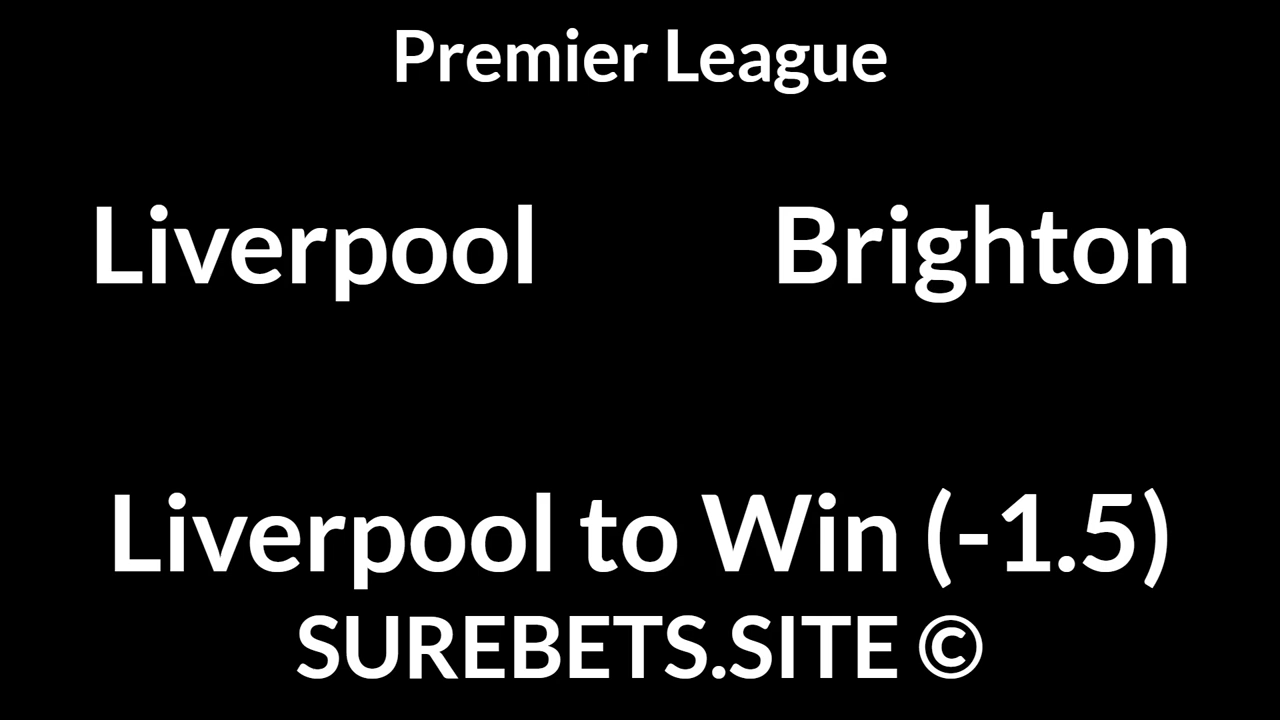 Premier League
Liverpool Brighton
Liverpool to Win (-1.5)
SUREBETS.SITE ©